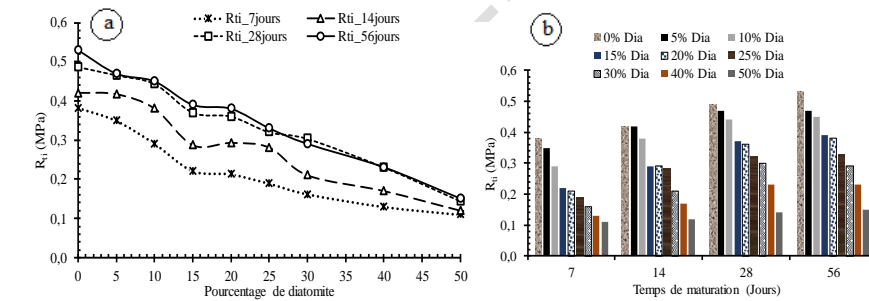 a
Rti_7jours
Rti_14jours
Rti_28jours
Rti_56jours
0,6
0,5
0,4
0,3
0,2
0,1
0,0
R_ti (MPa)
0 5 10 15 20 25 30 35 40 45 50
Pourcentage de diatomite
b
0% Dia 5% Dia 10% Dia
15% Dia 20% Dia 25% Dia
30% Dia 40% Dia 50% Dia
0,6
0,5
0,4
0,3
0,2
0,1
0,0
R_ti (MPa)
7 14 28 56
Temps de maturation (Jours)